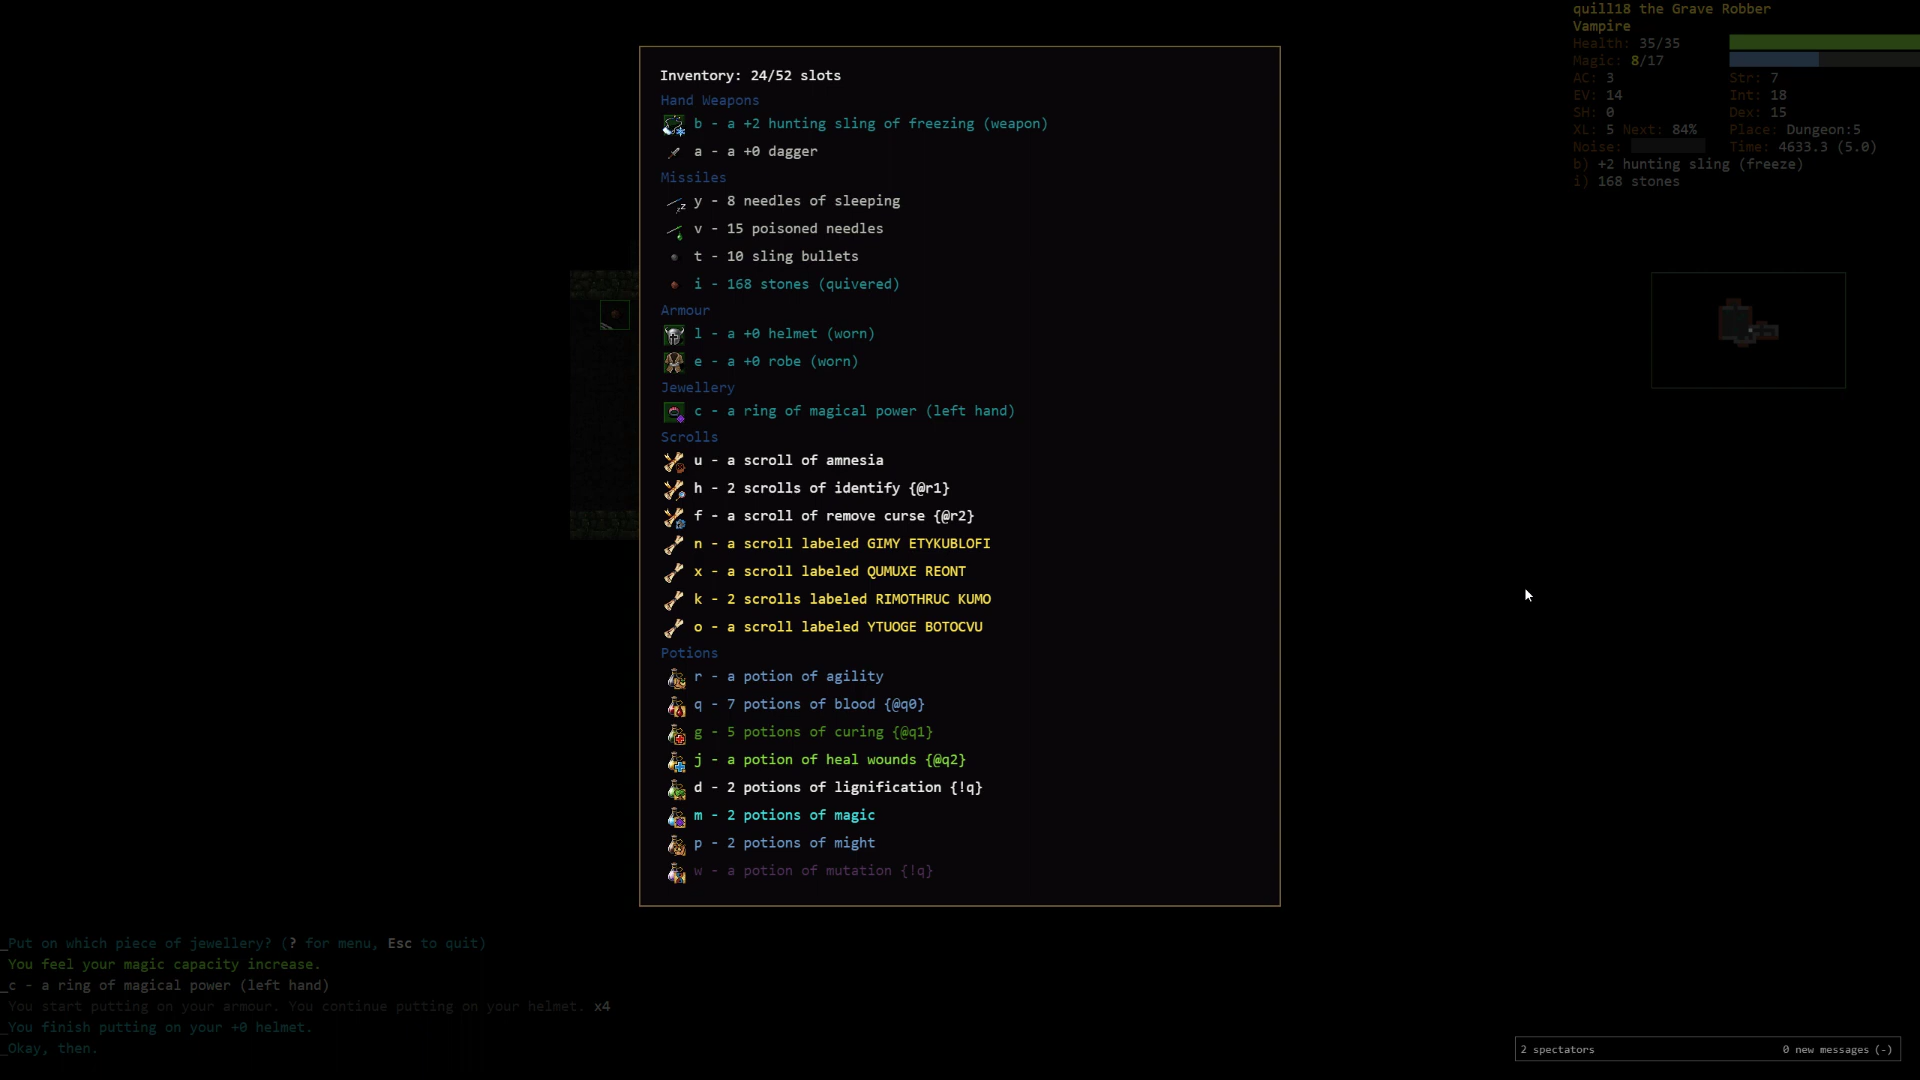 quill18 the Grave Robber
Vampire
Health: 35/35
Magic: 8/17
AC: 3 Str: 7
EV: 14 Int: 18
SH: 0 Dex: 15
XL: 5 Next: 84% Place: Dungeon:5
Noise: Time: 4633.3 (5.0)
b) +2 hunting sling (freeze)
i) 168 stones
Inventory: 24/52 slots
Hand Weapons
b - a +2 hunting sling of freezing (weapon)
a - a +0 dagger
Missiles
y - 8 needles of sleeping
v - 15 poisoned needles
t - 10 sling bullets
i - 168 stones (quivered)
Armour
l - a +0 helmet (worn)
e - a +0 robe (worn)
Jewellery
c - a ring of magical power (left hand)
Scrolls
u - a scroll of amnesia
h - 2 scrolls of identify {@r1}
f - a scroll of remove curse {@r2}
n - a scroll labeled GIMY ETYKUBLOFI
x - a scroll labeled QUMUXE REONT
k - 2 scrolls labeled RIMOTHRUC KUMO
o - a scroll labeled YTUOGE BOTOCVU
Potions
r - a potion of agility
q - 7 potions of blood {@q0}
g - 5 potions of curing {@q1}
j - a potion of heal wounds {@q2}
d - 2 potions of lignification {!q}
m - 2 potions of magic
p - 2 potions of might
w - a potion of mutation {!q}
_Put on which piece of jewellery? (? for menu, Esc to quit)
You feel your magic capacity increase.
_c - a ring of magical power (left hand)
You start putting on your armour. You continue putting on your helmet. x4
_You finish putting on your +0 helmet.
_Okay, then.
2 spectators 0 new messages (-)